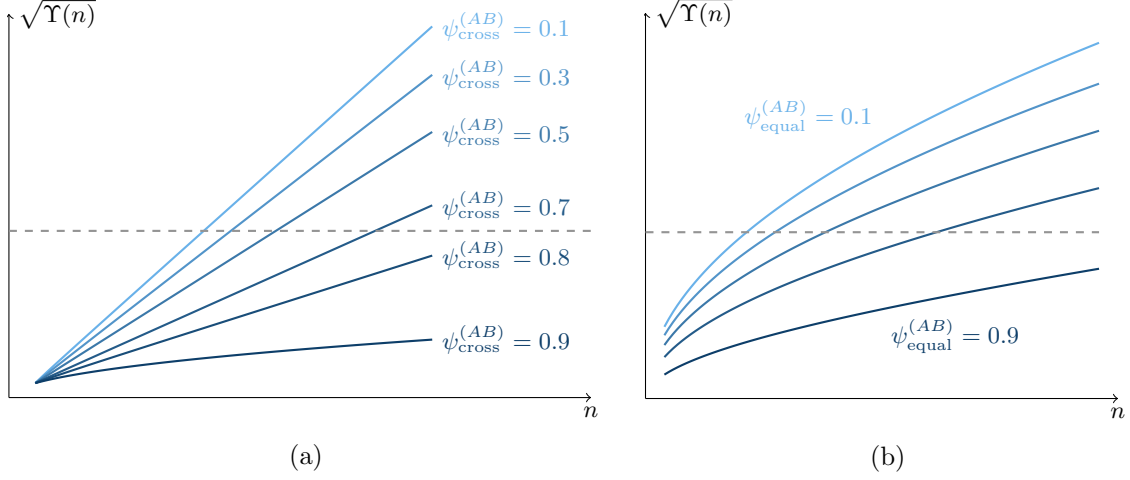 √Υ(n)
ψ_cross^(AB) = 0.1
ψ_cross^(AB) = 0.3
ψ_cross^(AB) = 0.5
ψ_cross^(AB) = 0.7
ψ_cross^(AB) = 0.8
ψ_cross^(AB) = 0.9
n
(a)
√Υ(n)
ψ_equal^(AB) = 0.1
ψ_equal^(AB) = 0.9
n
(b)